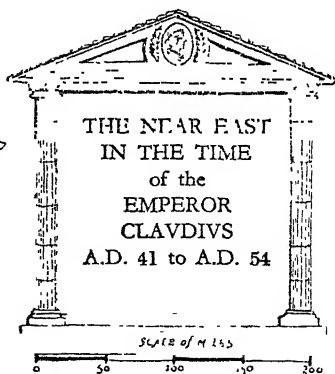 THE NEAR EAST
IN THE TIME
of the
EMPEROR
CLAVDIVS
A.D. 41 to A.D. 54
SCALE of MILES
0 50 100 150 200